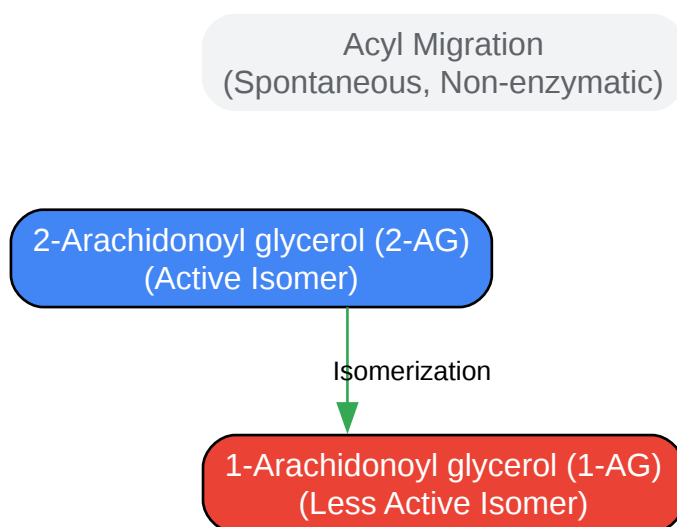 Acyl Migration
(Spontaneous, Non-enzymatic)
2-Arachidonoyl glycerol (2-AG)
(Active Isomer)
Isomerization
1-Arachidonoyl glycerol (1-AG)
(Less Active Isomer)